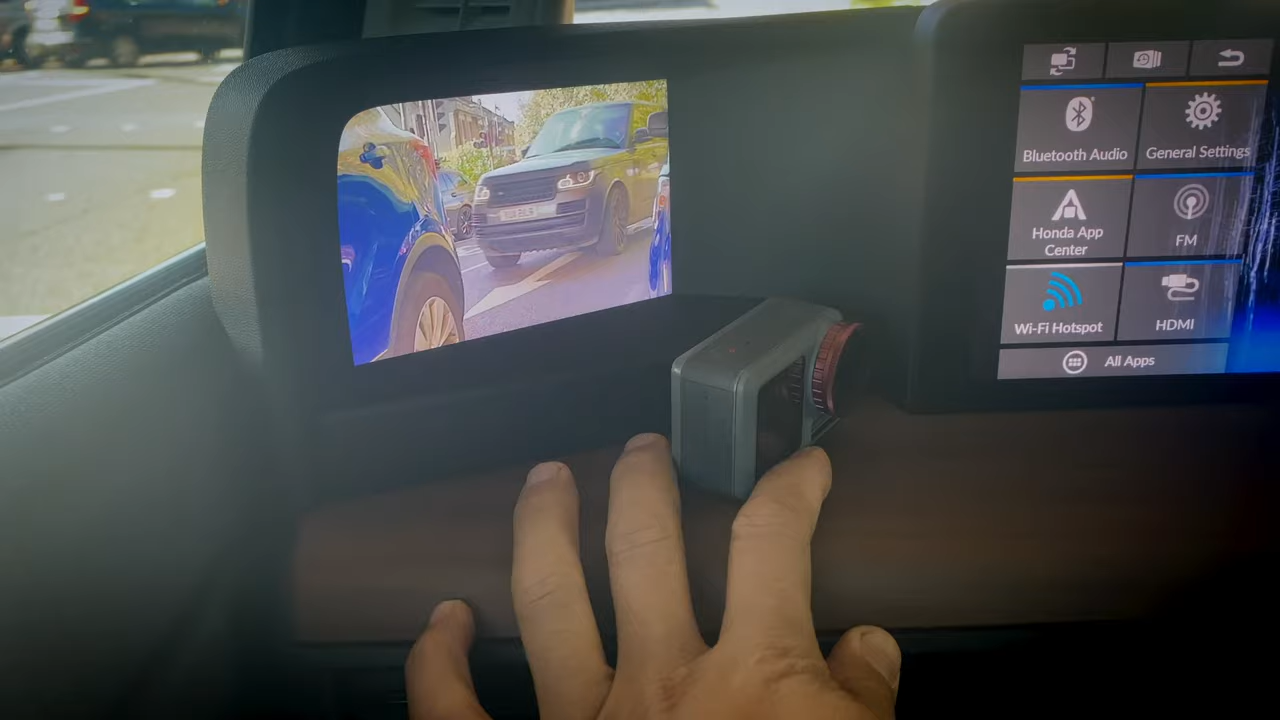 Bluetooth Audio
General Settings
Honda App
Center
FM
Wi-Fi Hotspot
HDMI
All Apps